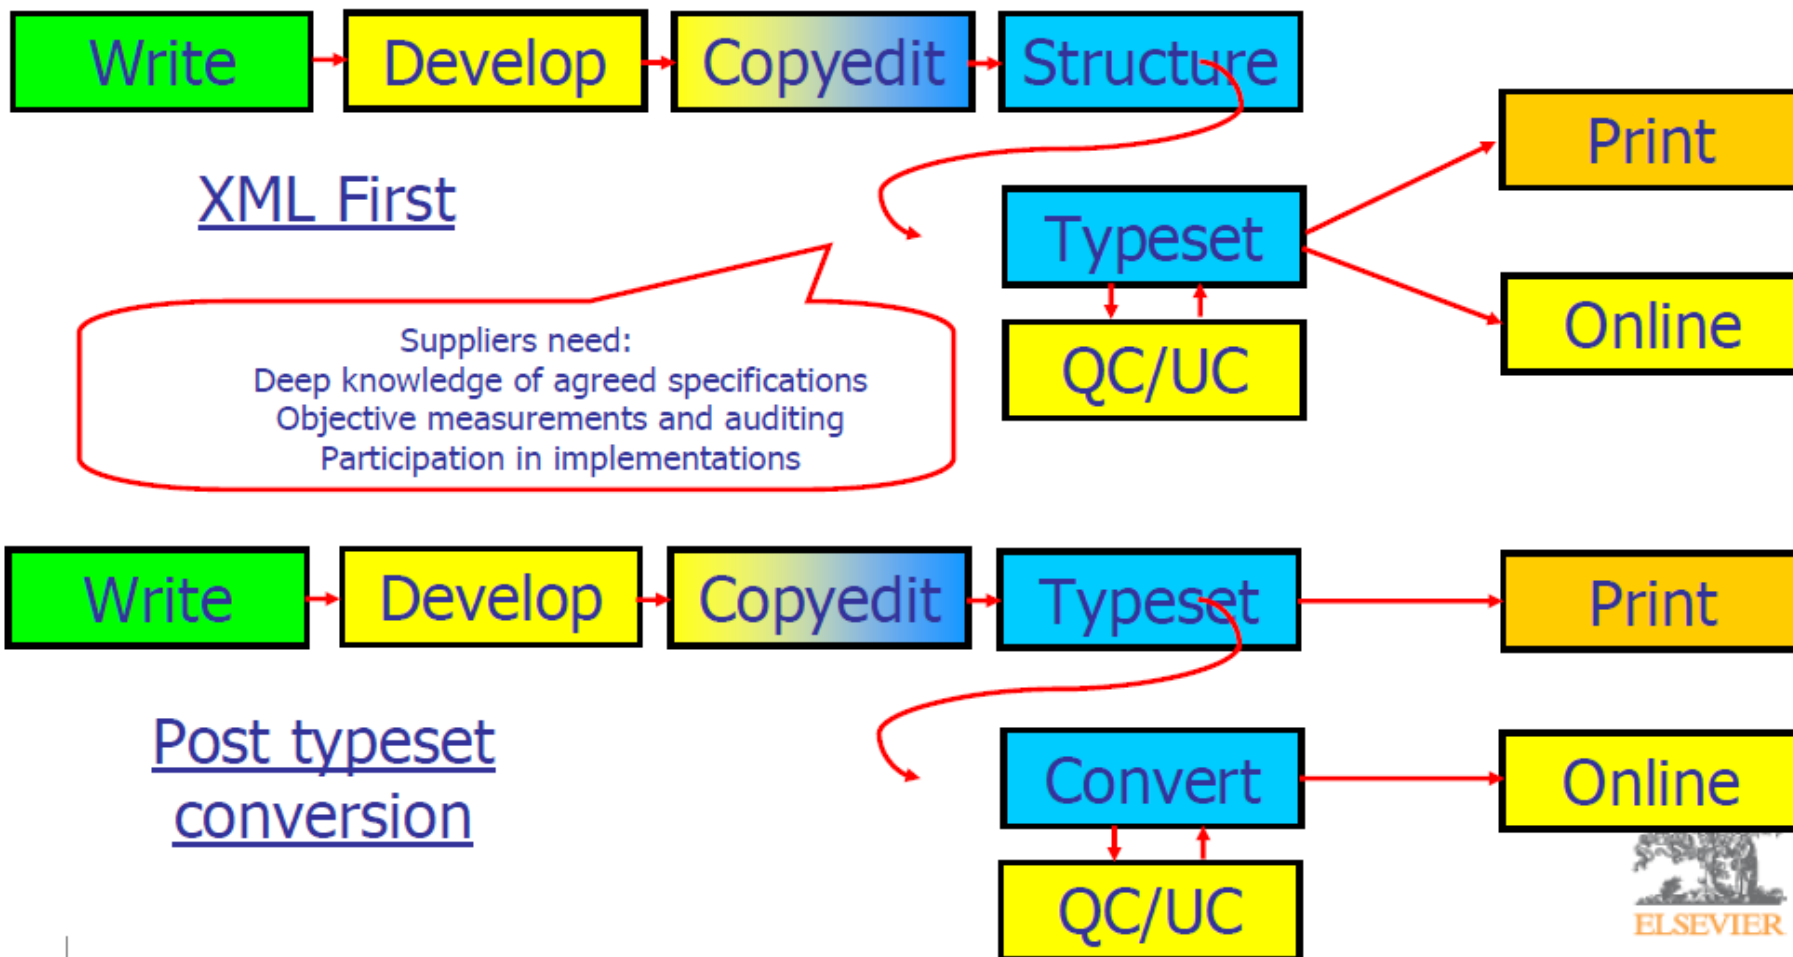 Write
Develop
Copyedit
Structure
Print
XML First
Typeset
Online
QC/UC
Suppliers need:
Deep knowledge of agreed specifications
Objective measurements and auditing
Participation in implementations
Write
Develop
Copyedit
Typeset
Print
Post typeset
conversion
Convert
Online
QC/UC
ELSEVIER